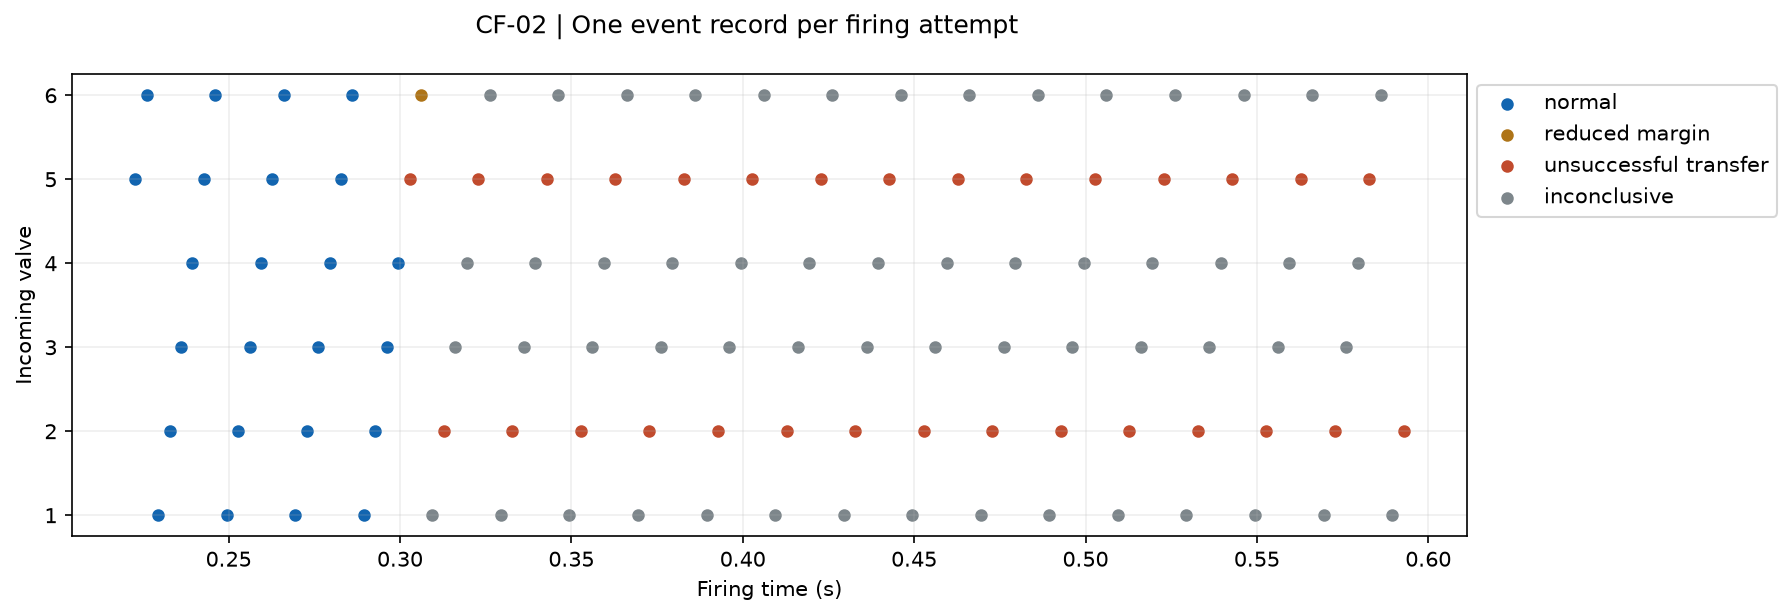 CF-02 | One event record per firing attempt
6
5
4
3
2
1
Incoming valve
0.25 0.30 0.35 0.40 0.45 0.50 0.55 0.60
Firing time (s)
normal
reduced margin
unsuccessful transfer
inconclusive